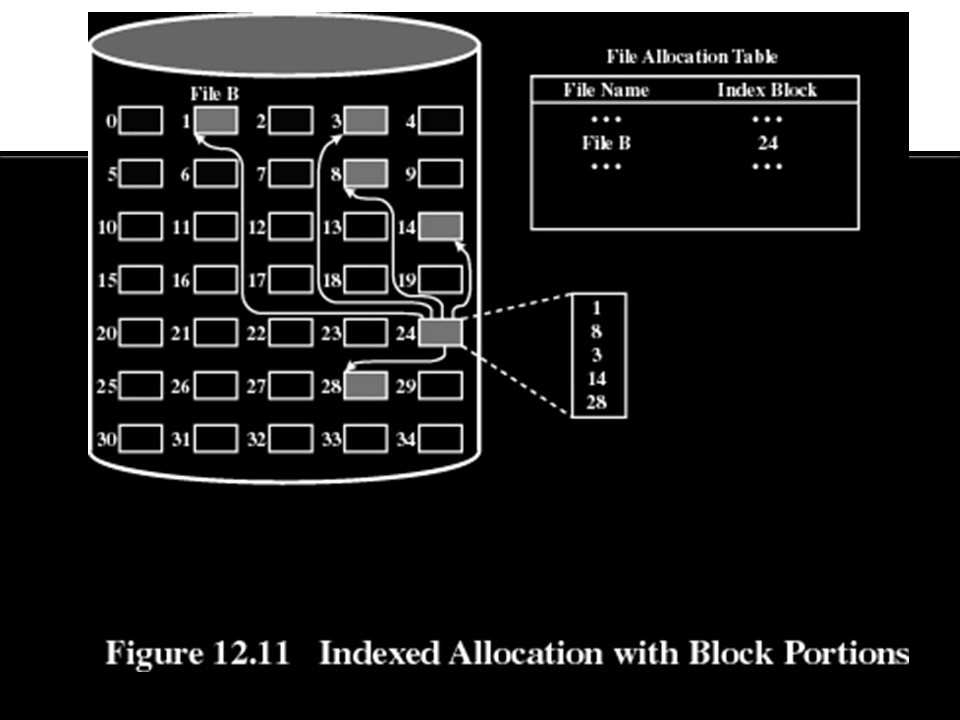 File Allocation Table
File Name Index Block
••• •••
File B 24
••• •••
File B
0 1 2 3 4
5 6 7 8 9
10 11 12 13 14
15 16 17 18 19
20 21 22 23 24
25 26 27 28 29
30 31 32 33 34
1
8
3
14
28
Figure 12.11 Indexed Allocation with Block Portions